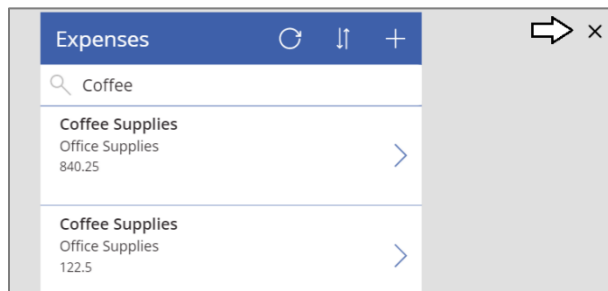 Expenses
Coffee
Coffee Supplies
Office Supplies
840.25
Coffee Supplies
Office Supplies
122.5